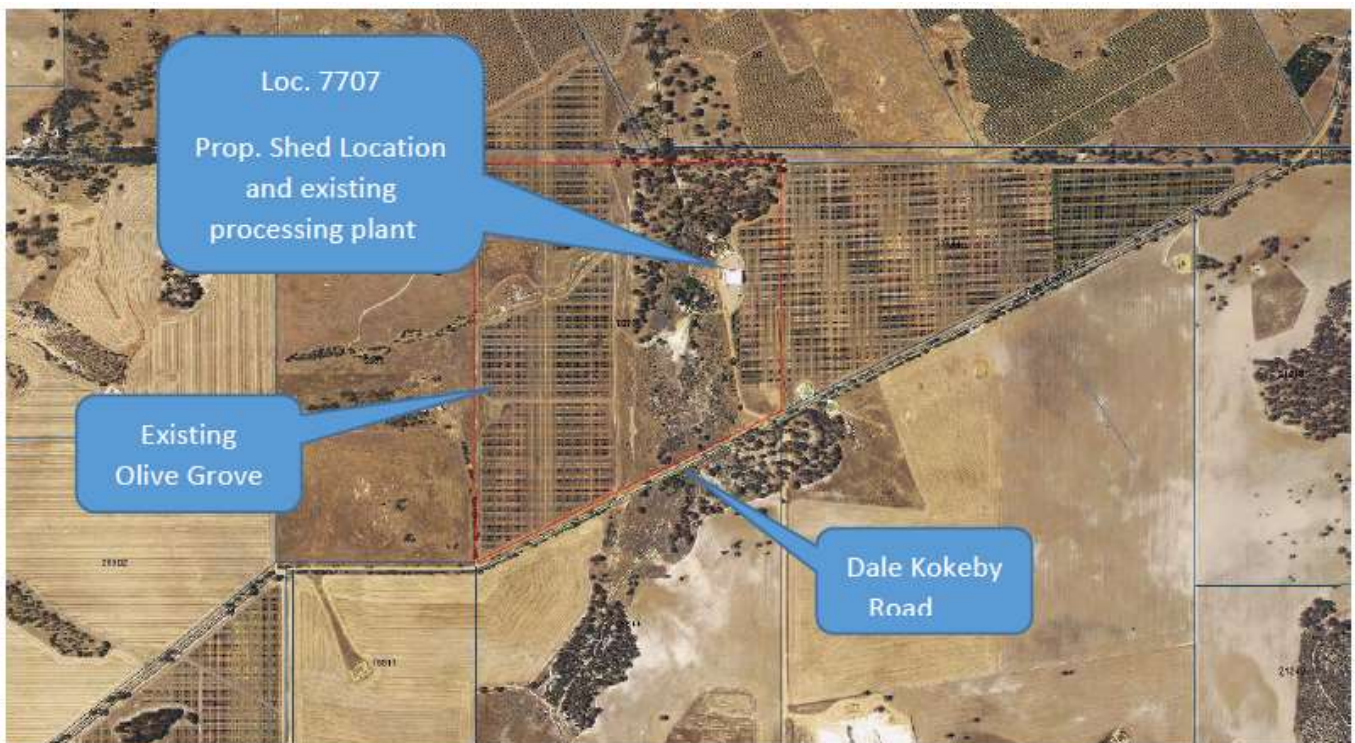 Loc. 7707
Prop. Shed Location
and existing
processing plant
Existing
Olive Grove
Dale Kokeby
Road